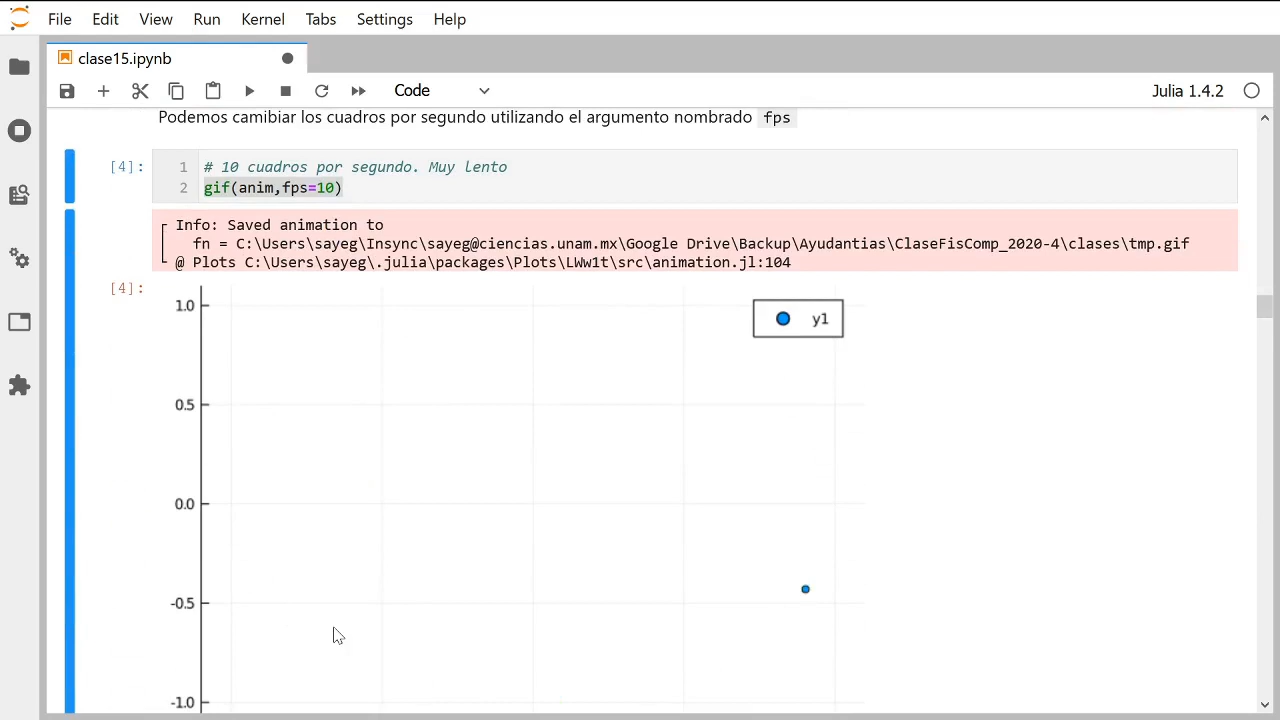 File Edit View Run Kernel Tabs Settings Help
clase15.ipynb
Code
Julia 1.4.2
Podemos camibiar los cuadros por segundo utilizando el argumento nombrado fps
[4]:
1 # 10 cuadros por segundo. Muy lento
2 gif(anim,fps=10)
Info: Saved animation to
fn = C:\Users\sayeg\Insync\sayeg@ciencias.unam.mx\Google Drive\Backup\Ayudantias\ClaseFisComp_2020-4\clases\tmp.gif
@ Plots C:\Users\sayeg\.julia\packages\Plots\LWw1t\src\animation.jl:104
[4]:
1.0
y1
0.5
0.0
-0.5
-1.0